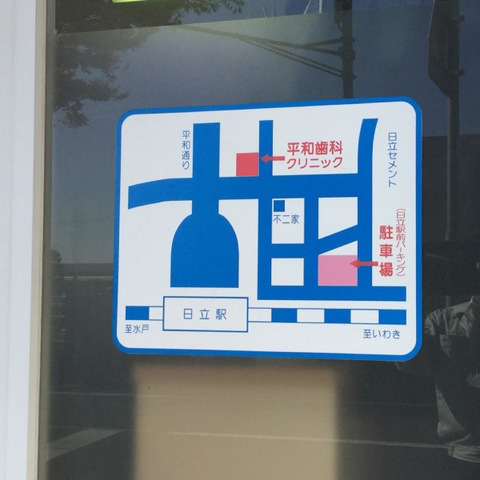 平和通り
平和歯科
クリニック
日立セメント
不二家
(日立駅前パーキング)
駐車場
日立駅
至水戸
至いわき